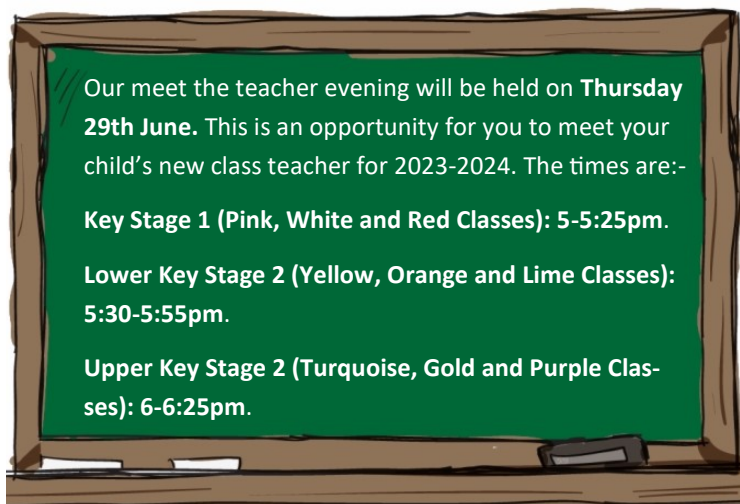 Our meet the teacher evening will be held on Thursday
29th June. This is an opportunity for you to meet your
child’s new class teacher for 2023-2024. The times are:-
Key Stage 1 (Pink, White and Red Classes): 5-5:25pm.
Lower Key Stage 2 (Yellow, Orange and Lime Classes):
5:30-5:55pm.
Upper Key Stage 2 (Turquoise, Gold and Purple Clas-
ses): 6-6:25pm.